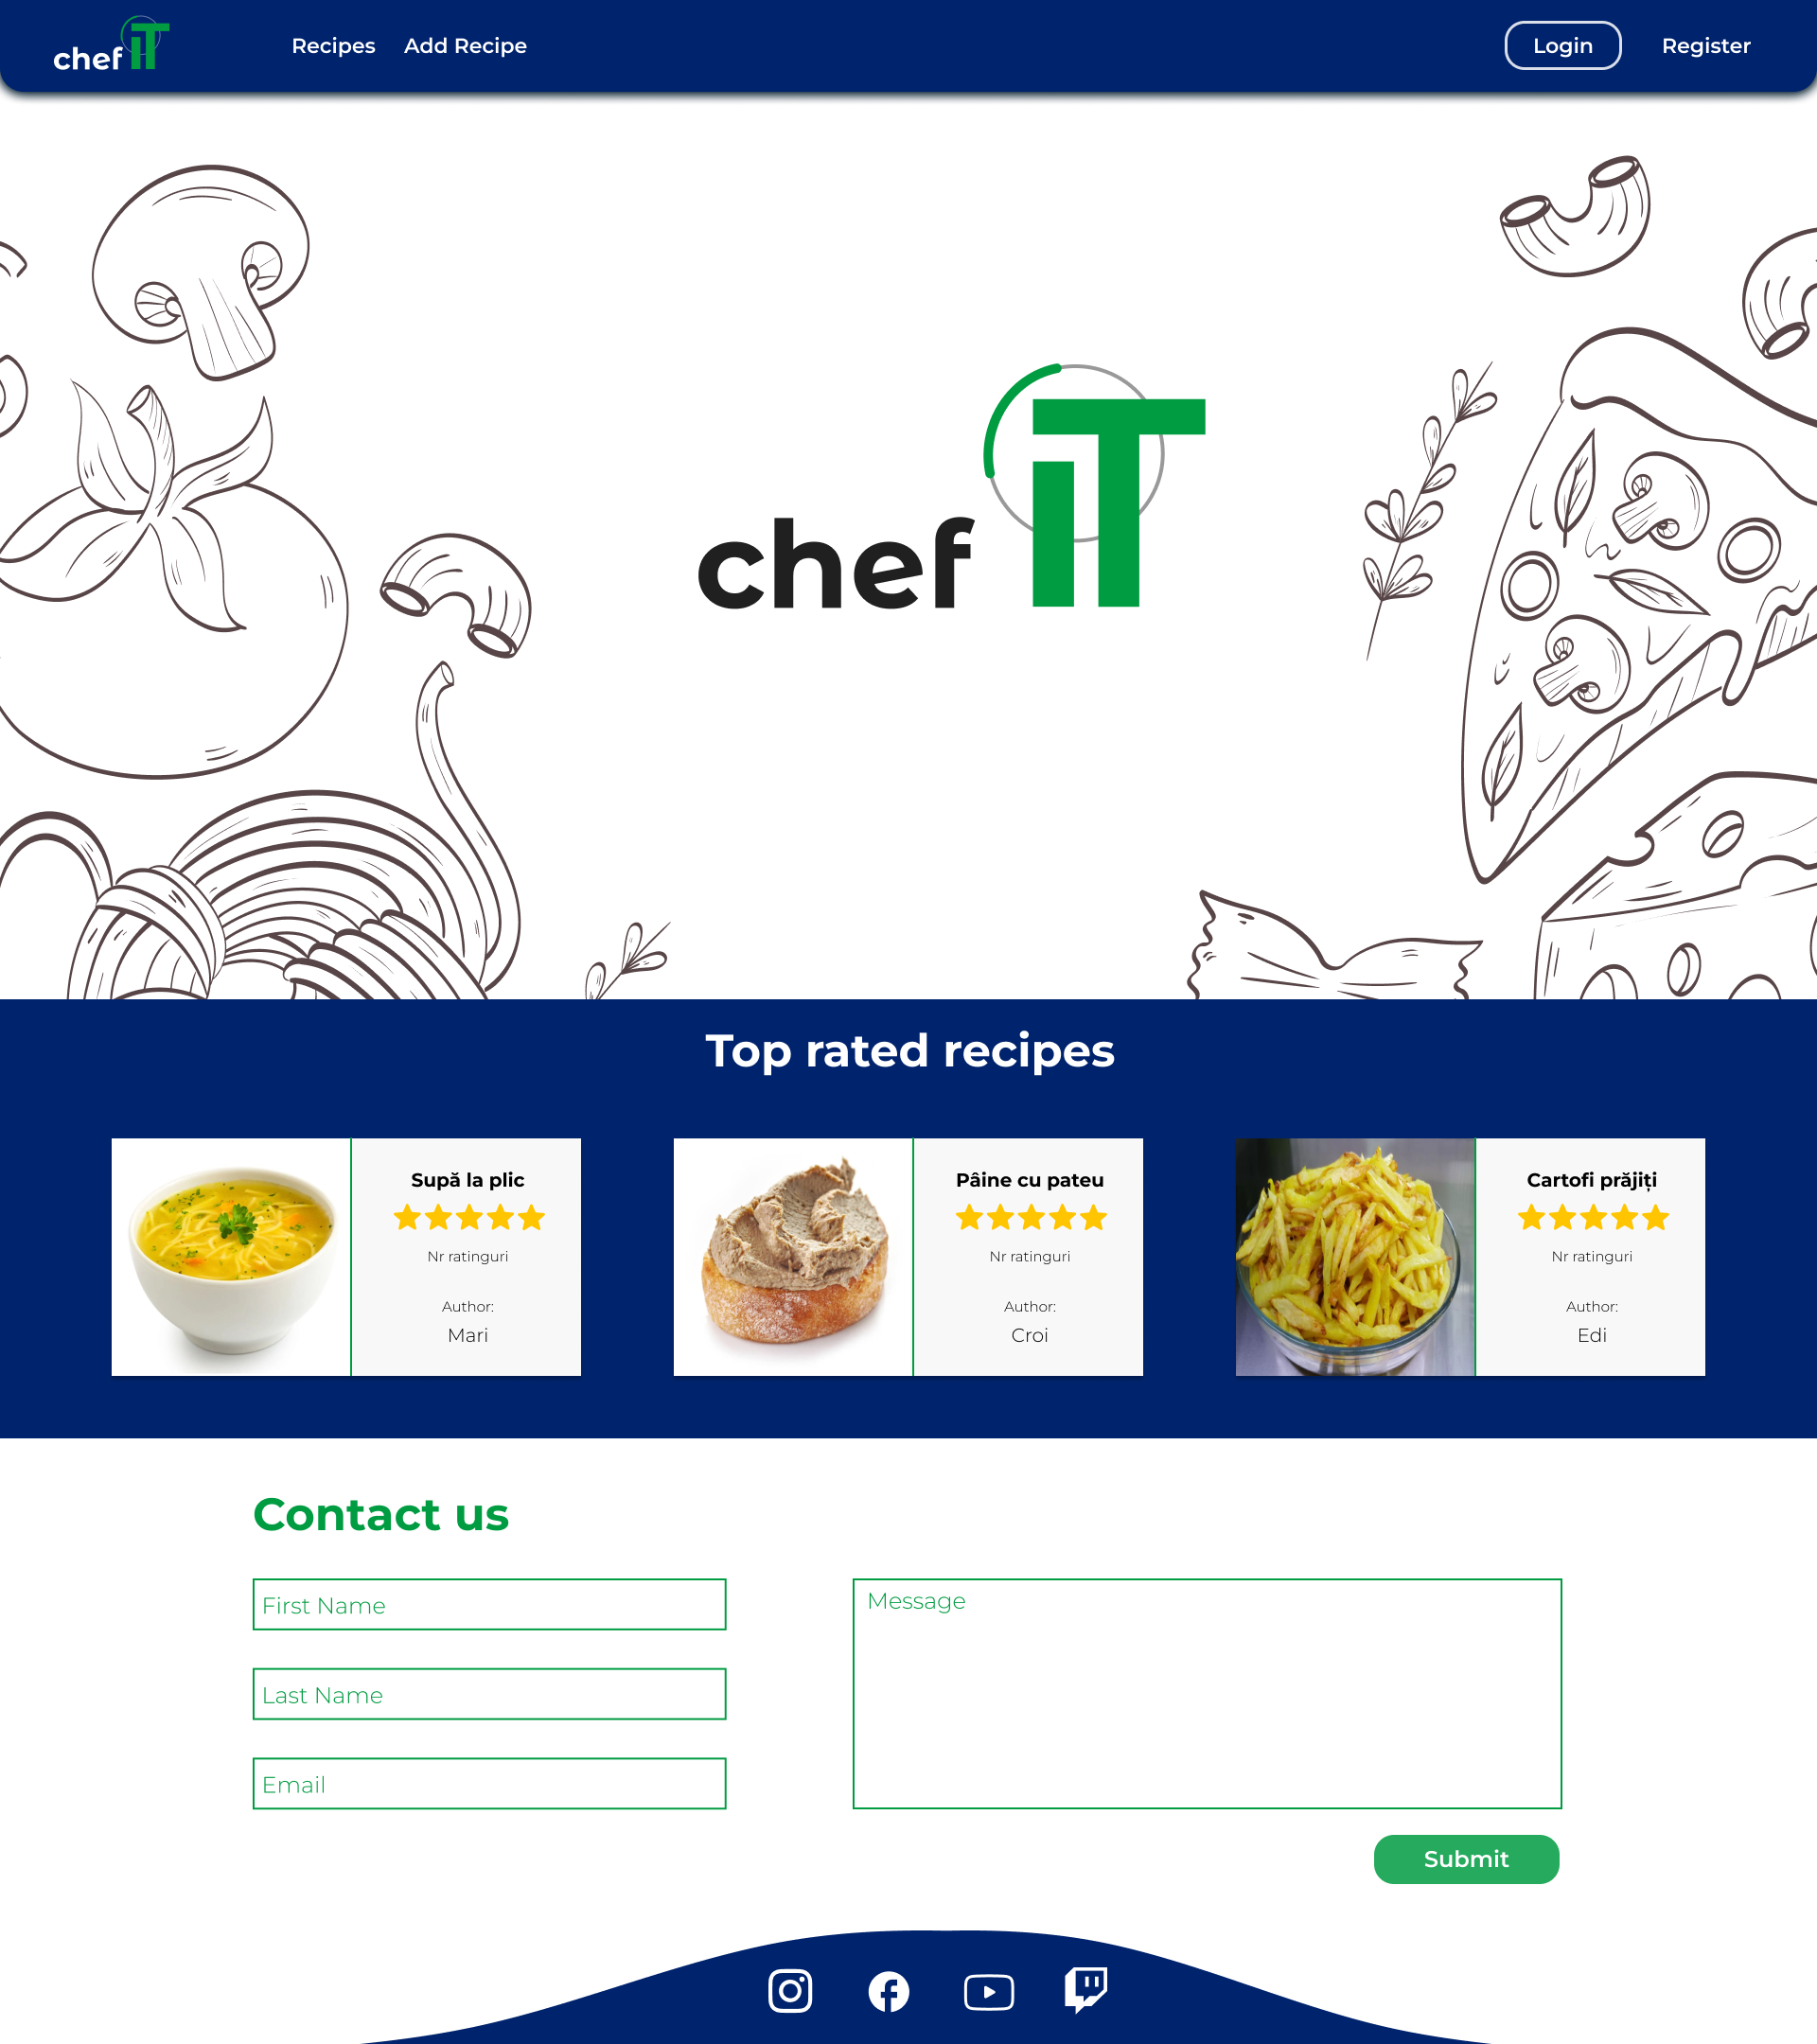 chef iT
Recipes
Add Recipe
Login
Register
chef iT
Top rated recipes
Supă la plic
Nr ratinguri
Author:
Mari
Pâine cu pateu
Nr ratinguri
Author:
Croi
Cartofi prăjiți
Nr ratinguri
Author:
Edi
Contact us
First Name
Last Name
Email
Message
Submit